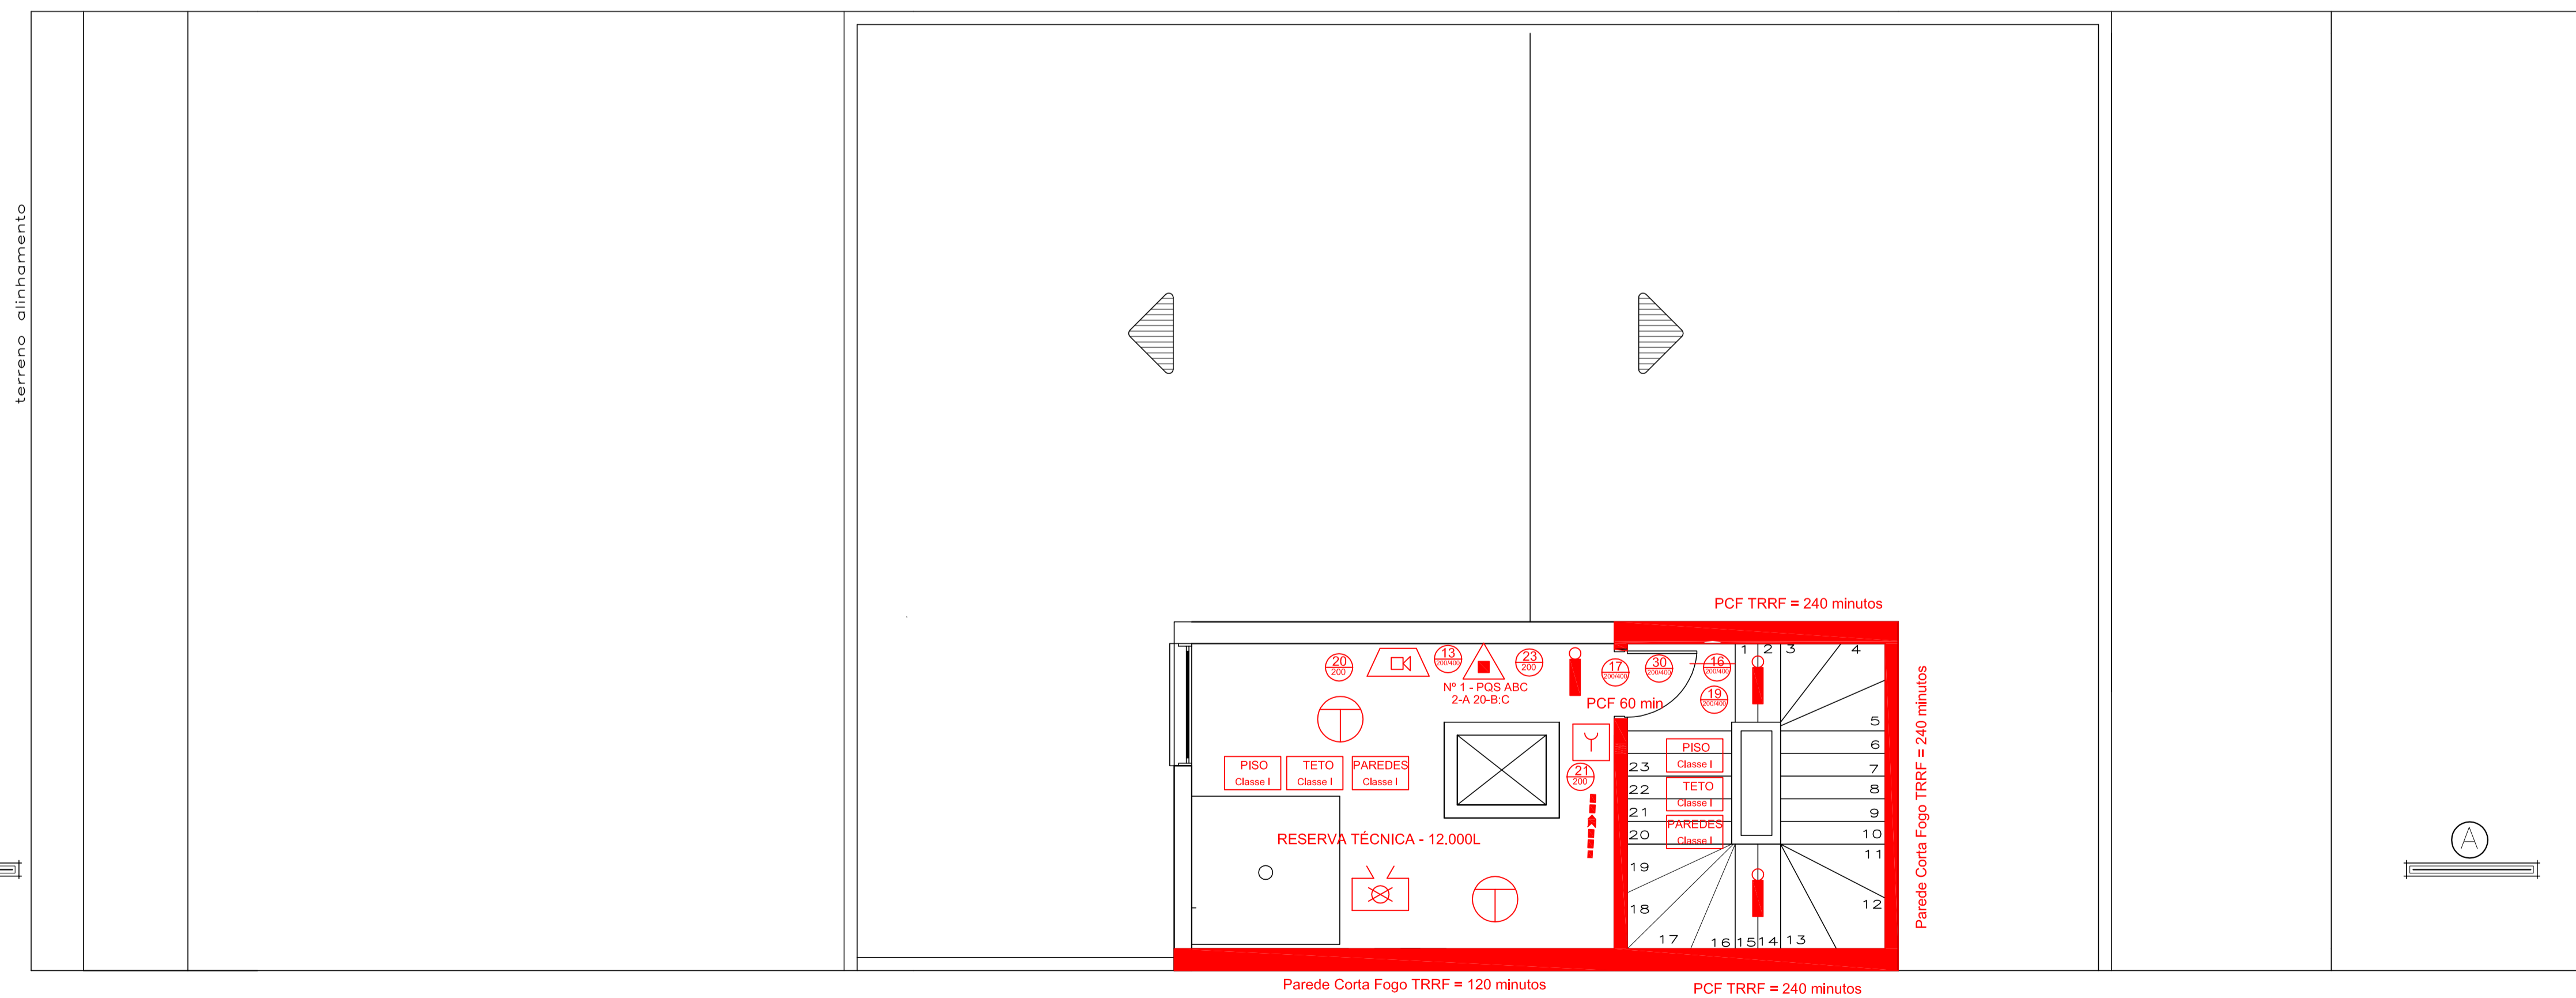 terreno alinhamento
PCF TRRF = 240 minutos
20
200
13
200/400
23
200
17
200/400
30
200/400
16
200/400
19
200/400
Nº 1 - PQS ABC
2-A 20-B:C
PCF 60 min
1
2
3
4
5
6
7
8
9
10
11
12
13
14
15
16
17
18
19
20
21
22
23
21
200
PISO
Classe I
TETO
Classe I
PAREDES
Classe I
PISO
Classe I
TETO
Classe I
PAREDES
Classe I
RESERVA TÉCNICA - 12.000L
Parede Corta Fogo TRRF = 240 minutos
A
Parede Corta Fogo TRRF = 120 minutos
PCF TRRF = 240 minutos